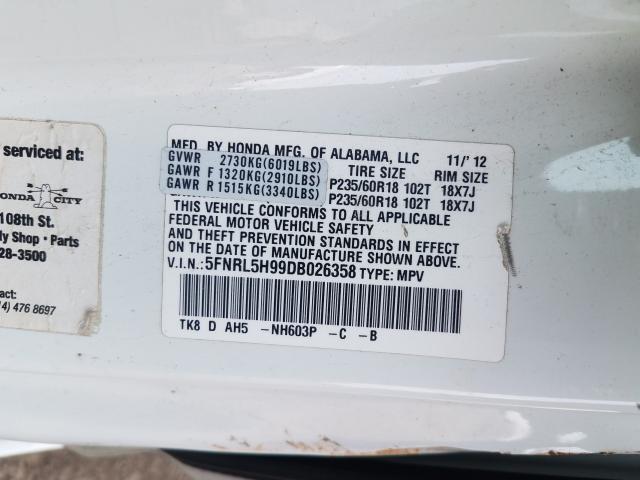 serviced at:
ONDA CITY
108th St.
ly Shop • Parts
28-3500
act:
4) 476 8697
MFD. BY HONDA MFG. OF ALABAMA, LLC 11/'12
GVWR 2730KG(6019LBS) TIRE SIZE RIM SIZE
GAWR F 1320KG(2910LBS) P235/60R18 102T 18X7J
GAWR R 1515KG(3340LBS) P235/60R18 102T 18X7J
THIS VEHICLE CONFORMS TO ALL APPLICABLE
FEDERAL MOTOR VEHICLE SAFETY
AND THEFT PREVENTION STANDARDS IN EFFECT
ON THE DATE OF MANUFACTURE SHOWN ABOVE.
V.I.N.: 5FNRL5H99DB026358 TYPE: MPV
TK8 D AH5 -NH603P -C -B